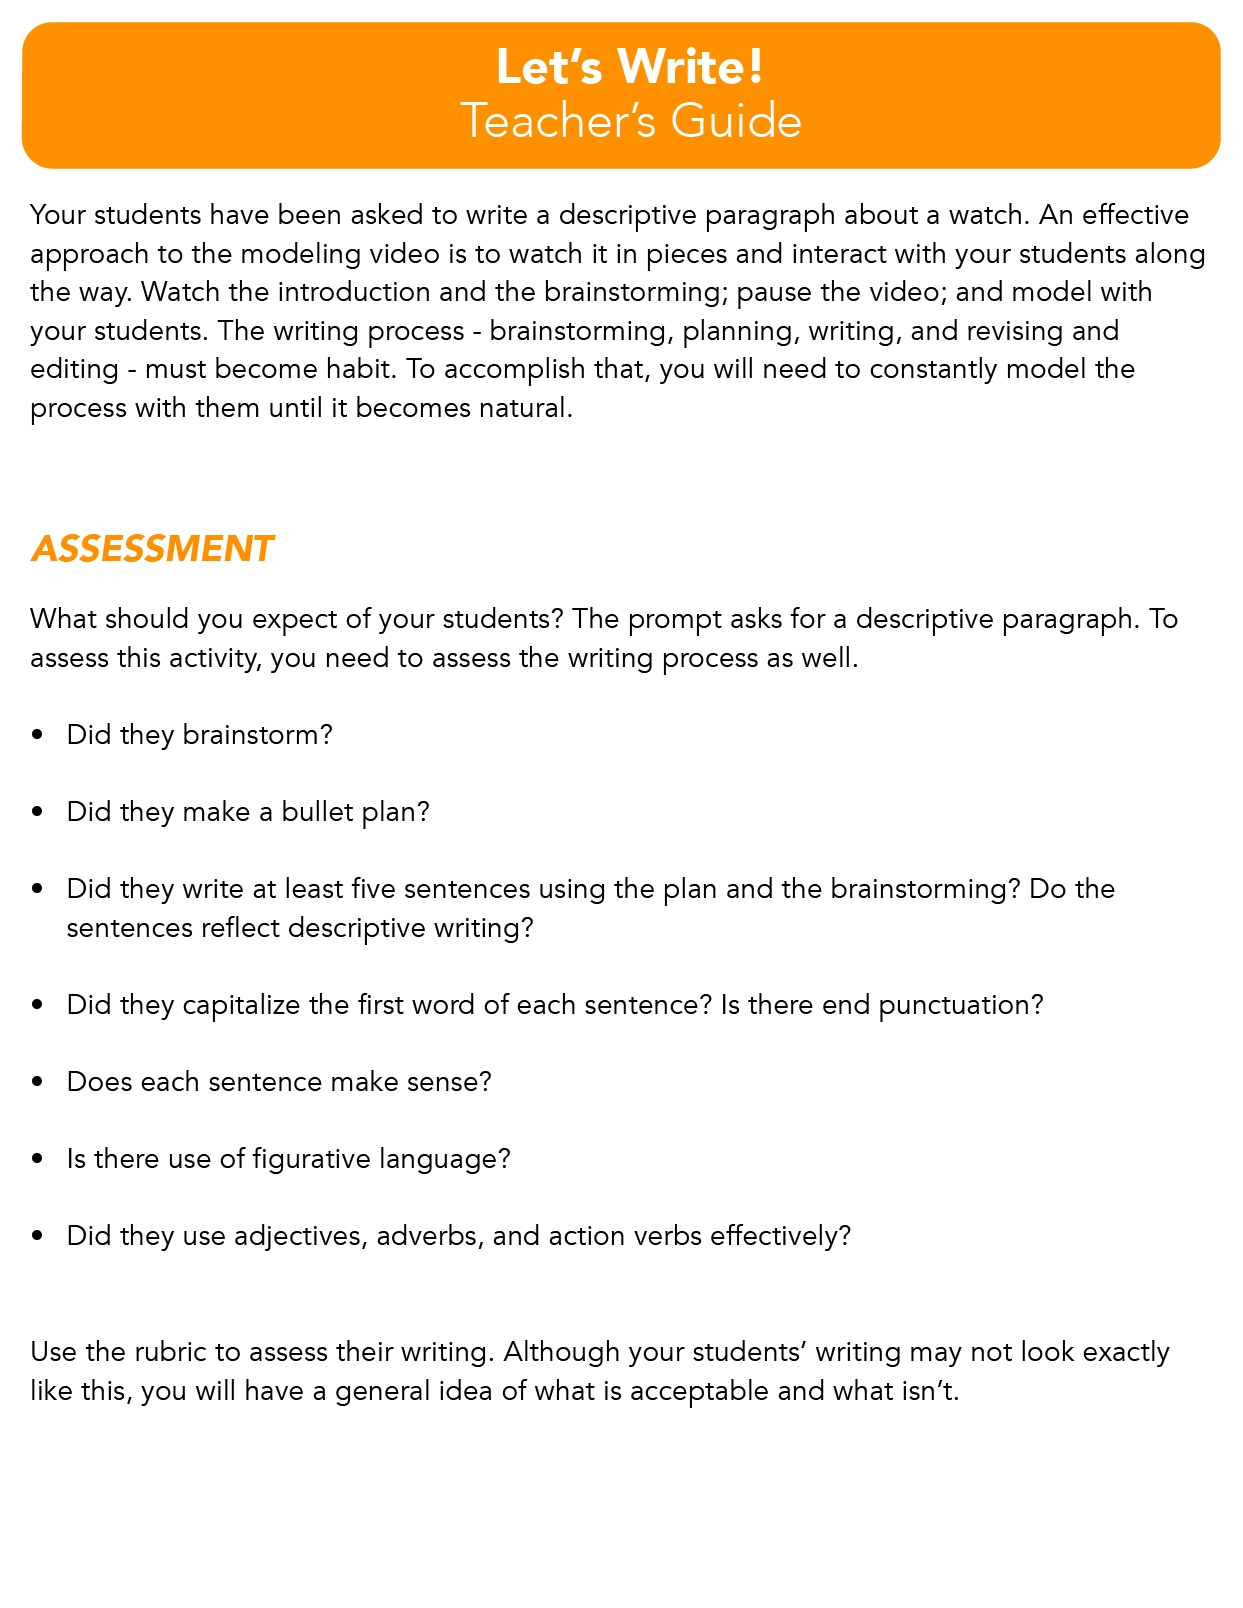 Let’s Write!
Teacher’s Guide
Your students have been asked to write a descriptive paragraph about a watch. An effective
approach to the modeling video is to watch it in pieces and interact with your students along
the way. Watch the introduction and the brainstorming; pause the video; and model with
your students. The writing process - brainstorming, planning, writing, and revising and
editing - must become habit. To accomplish that, you will need to constantly model the
process with them until it becomes natural.
ASSESSMENT
What should you expect of your students? The prompt asks for a descriptive paragraph. To
assess this activity, you need to assess the writing process as well.
• Did they brainstorm?
• Did they make a bullet plan?
• Did they write at least five sentences using the plan and the brainstorming? Do the
sentences reflect descriptive writing?
• Did they capitalize the first word of each sentence? Is there end punctuation?
• Does each sentence make sense?
• Is there use of figurative language?
• Did they use adjectives, adverbs, and action verbs effectively?
Use the rubric to assess their writing. Although your students’ writing may not look exactly
like this, you will have a general idea of what is acceptable and what isn’t.